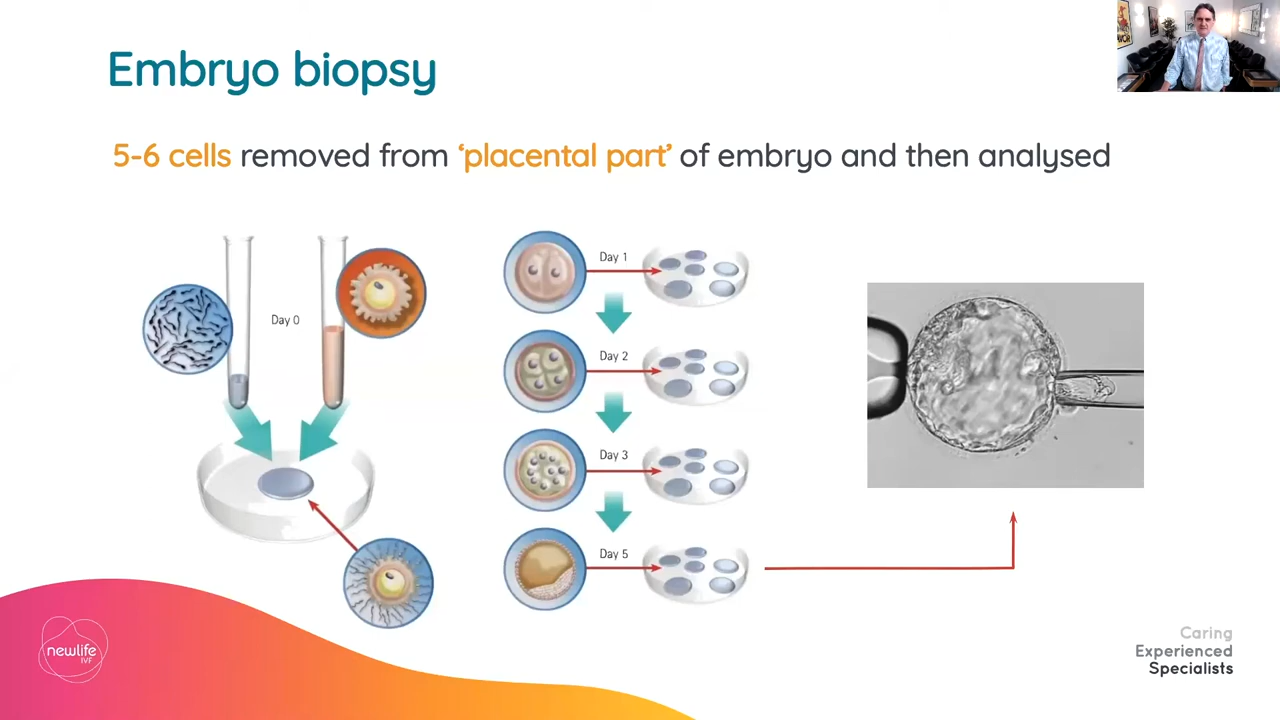 Embryo biopsy
5-6 cells removed from ‘placental part’ of embryo and then analysed
Day 0
Day 1
Day 2
Day 3
Day 5
newlife
IVF
Caring
Experienced
Specialists